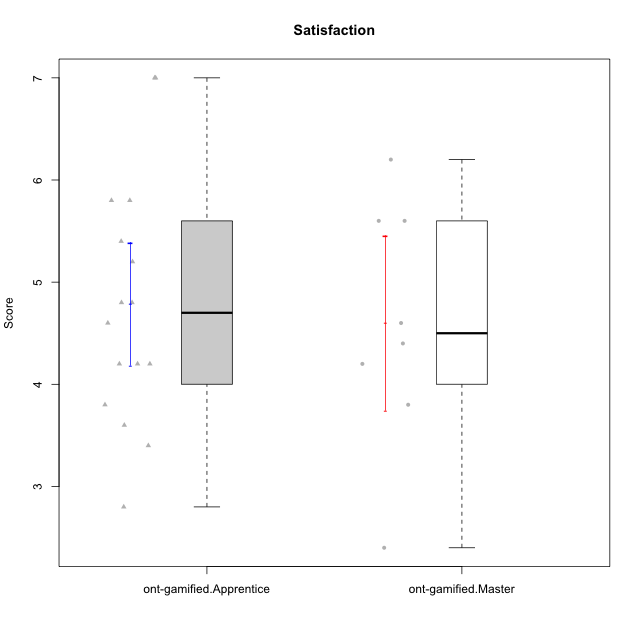 Satisfaction
Score
7
6
5
4
3
ont-gamified.Apprentice
ont-gamified.Master